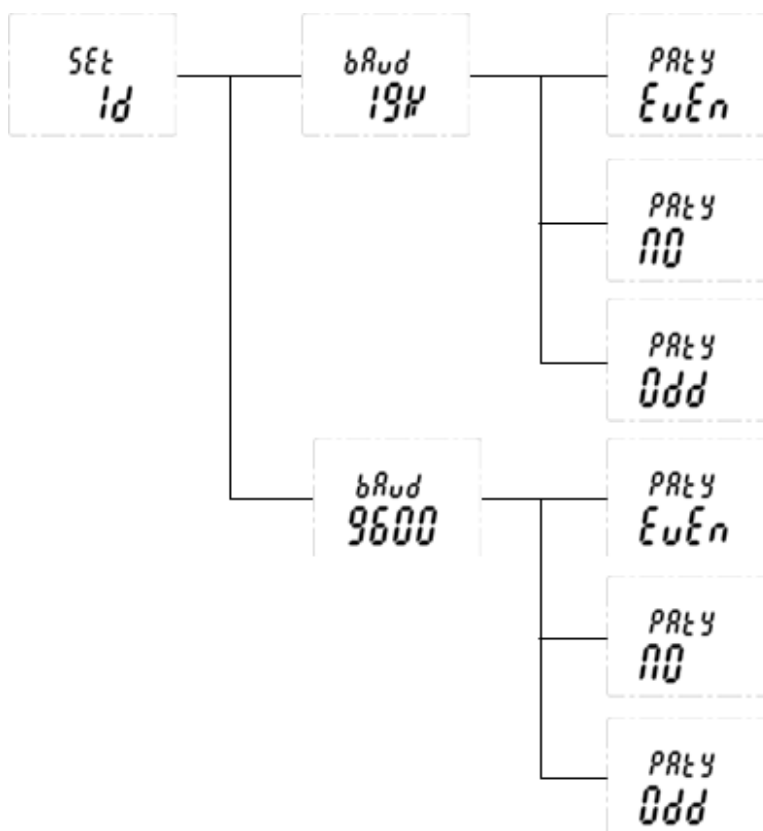 SEt
Id
bAud
19K
PAtY
EvEn
PAtY
NO
PAtY
Odd
bAud
9600
PAtY
EvEn
PAtY
NO
PAtY
Odd